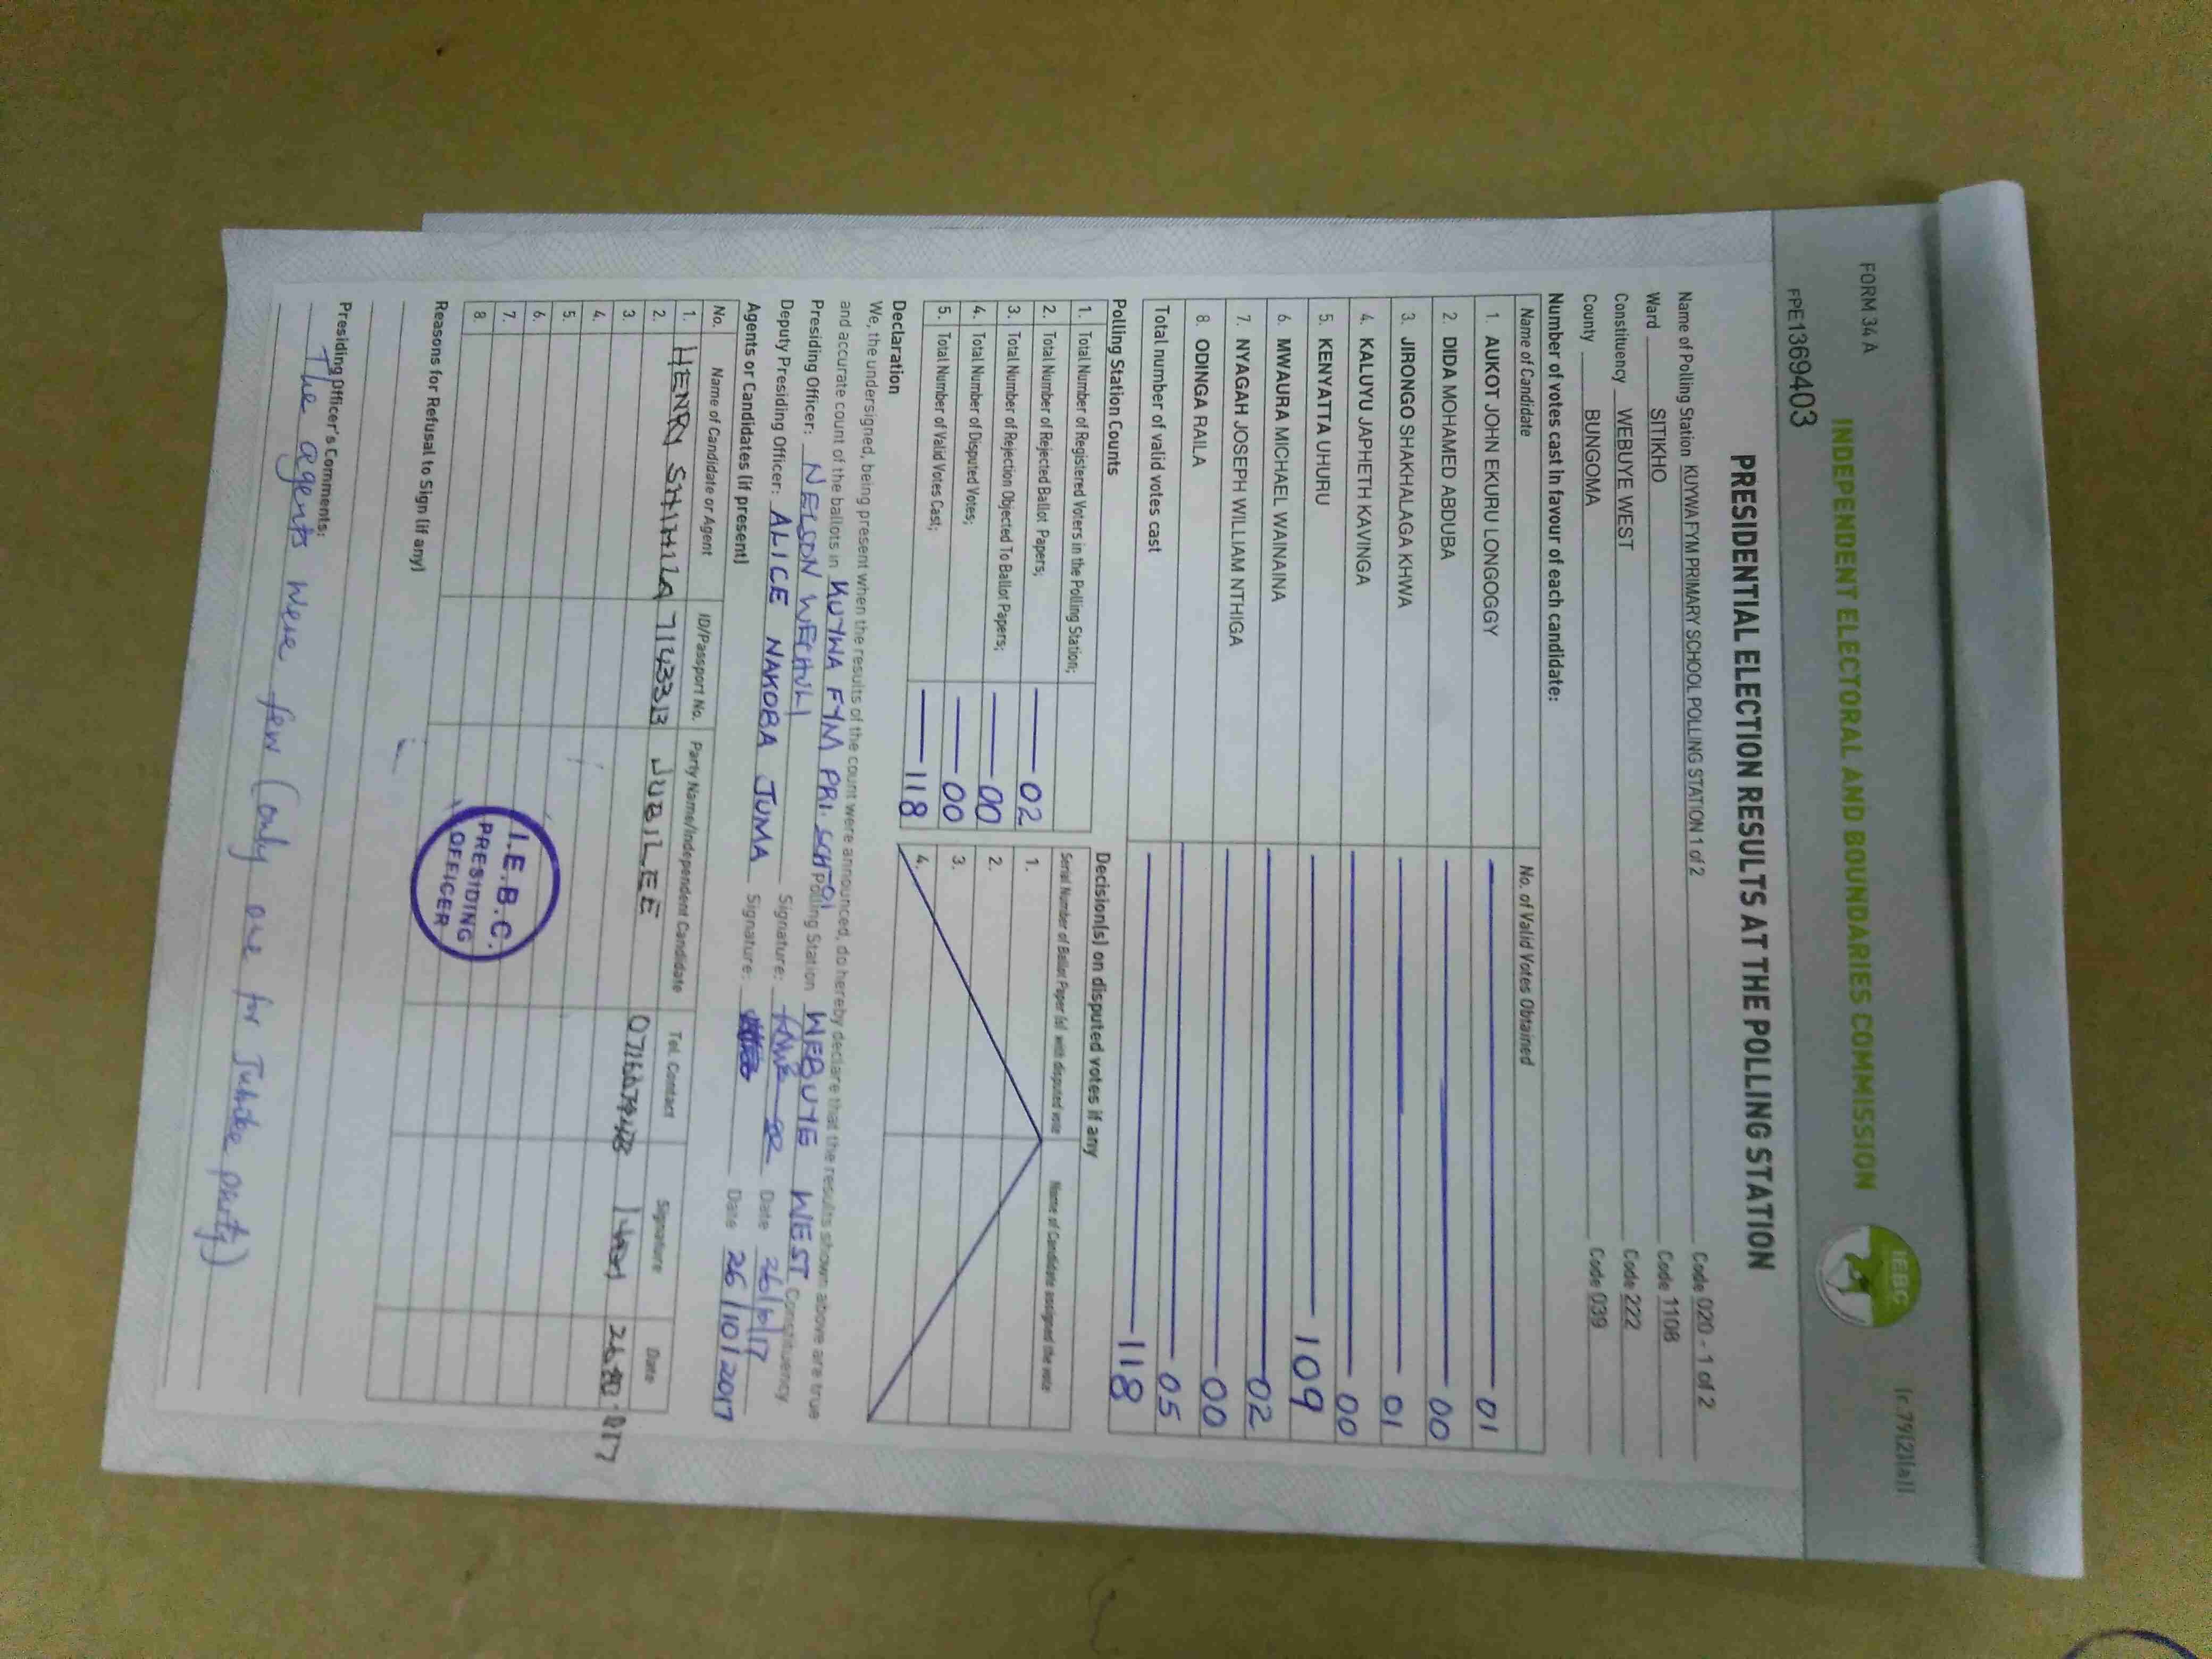 FORM 34 A
(r.79(2)(a))
INDEPENDENT ELECTORAL AND BOUNDARIES COMMISSION
IEBC
FPE1369403
PRESIDENTIAL ELECTION RESULTS AT THE POLLING STATION
Name of Polling Station KUYWA FYM PRIMARY SCHOOL POLLING STATION 1 of 2 Code 020 - 1 of 2
Ward SITIKHO Code 1108
Constituency WEBUYE WEST Code 222
County BUNGOMA Code 039
Number of votes cast in favour of each candidate:
Name of Candidate No. of Valid Votes Obtained
1. AUKOT JOHN EKURU LONGOGGY 01
2. DIDA MOHAMED ABDUBA 00
3. JIRONGO SHAKHALAGA KHWA 01
4. KALUYU JAPHETH KAVINGA 00
5. KENYATTA UHURU 109
6. MWAURA MICHAEL WAINAINA 02
7. NYAGAH JOSEPH WILLIAM NTHIGA 00
8. ODINGA RAILA 05
Total number of valid votes cast 118
Polling Station Counts
1. Total Number of Registered Voters in the Polling Station;
2. Total Number of Rejected Ballot Papers; 02
3. Total Number of Rejection Objected To Ballot Papers; 00
4. Total Number of Disputed Votes; 00
5. Total Number of Valid Votes Cast; 118
Decision(s) on disputed votes if any
Serial Number of Ballot Paper (s) with disputed vote Name of Candidate assigned the vote
1.
2.
3.
4.
Declaration
We, the undersigned, being present when the results of the count were announced, do hereby declare that the results shown above are true
and accurate count of the ballots in KUYWA FYM PRI. SCH Polling Station WEBUYE WEST Constituency
Presiding Officer: NELSON WECHULI Signature: Date 26/10/17
Deputy Presiding Officer: ALICE NAKOBA JUMA Signature: Date 26/10/2017
Agents or Candidates (if present)
No. Name of Candidate or Agent ID/Passport No. Party Name/Independent Candidate Tel. Contact Signature Date
1. HENRY 7143313 JUBILEE
2.
3.
4.
5.
6.
7.
8.
I.E.B.C.
PRESIDING
OFFICER
Reasons for Refusal to Sign (if any)
Presiding Officer's Comments:
The agents were few (only one for Jubilee party)